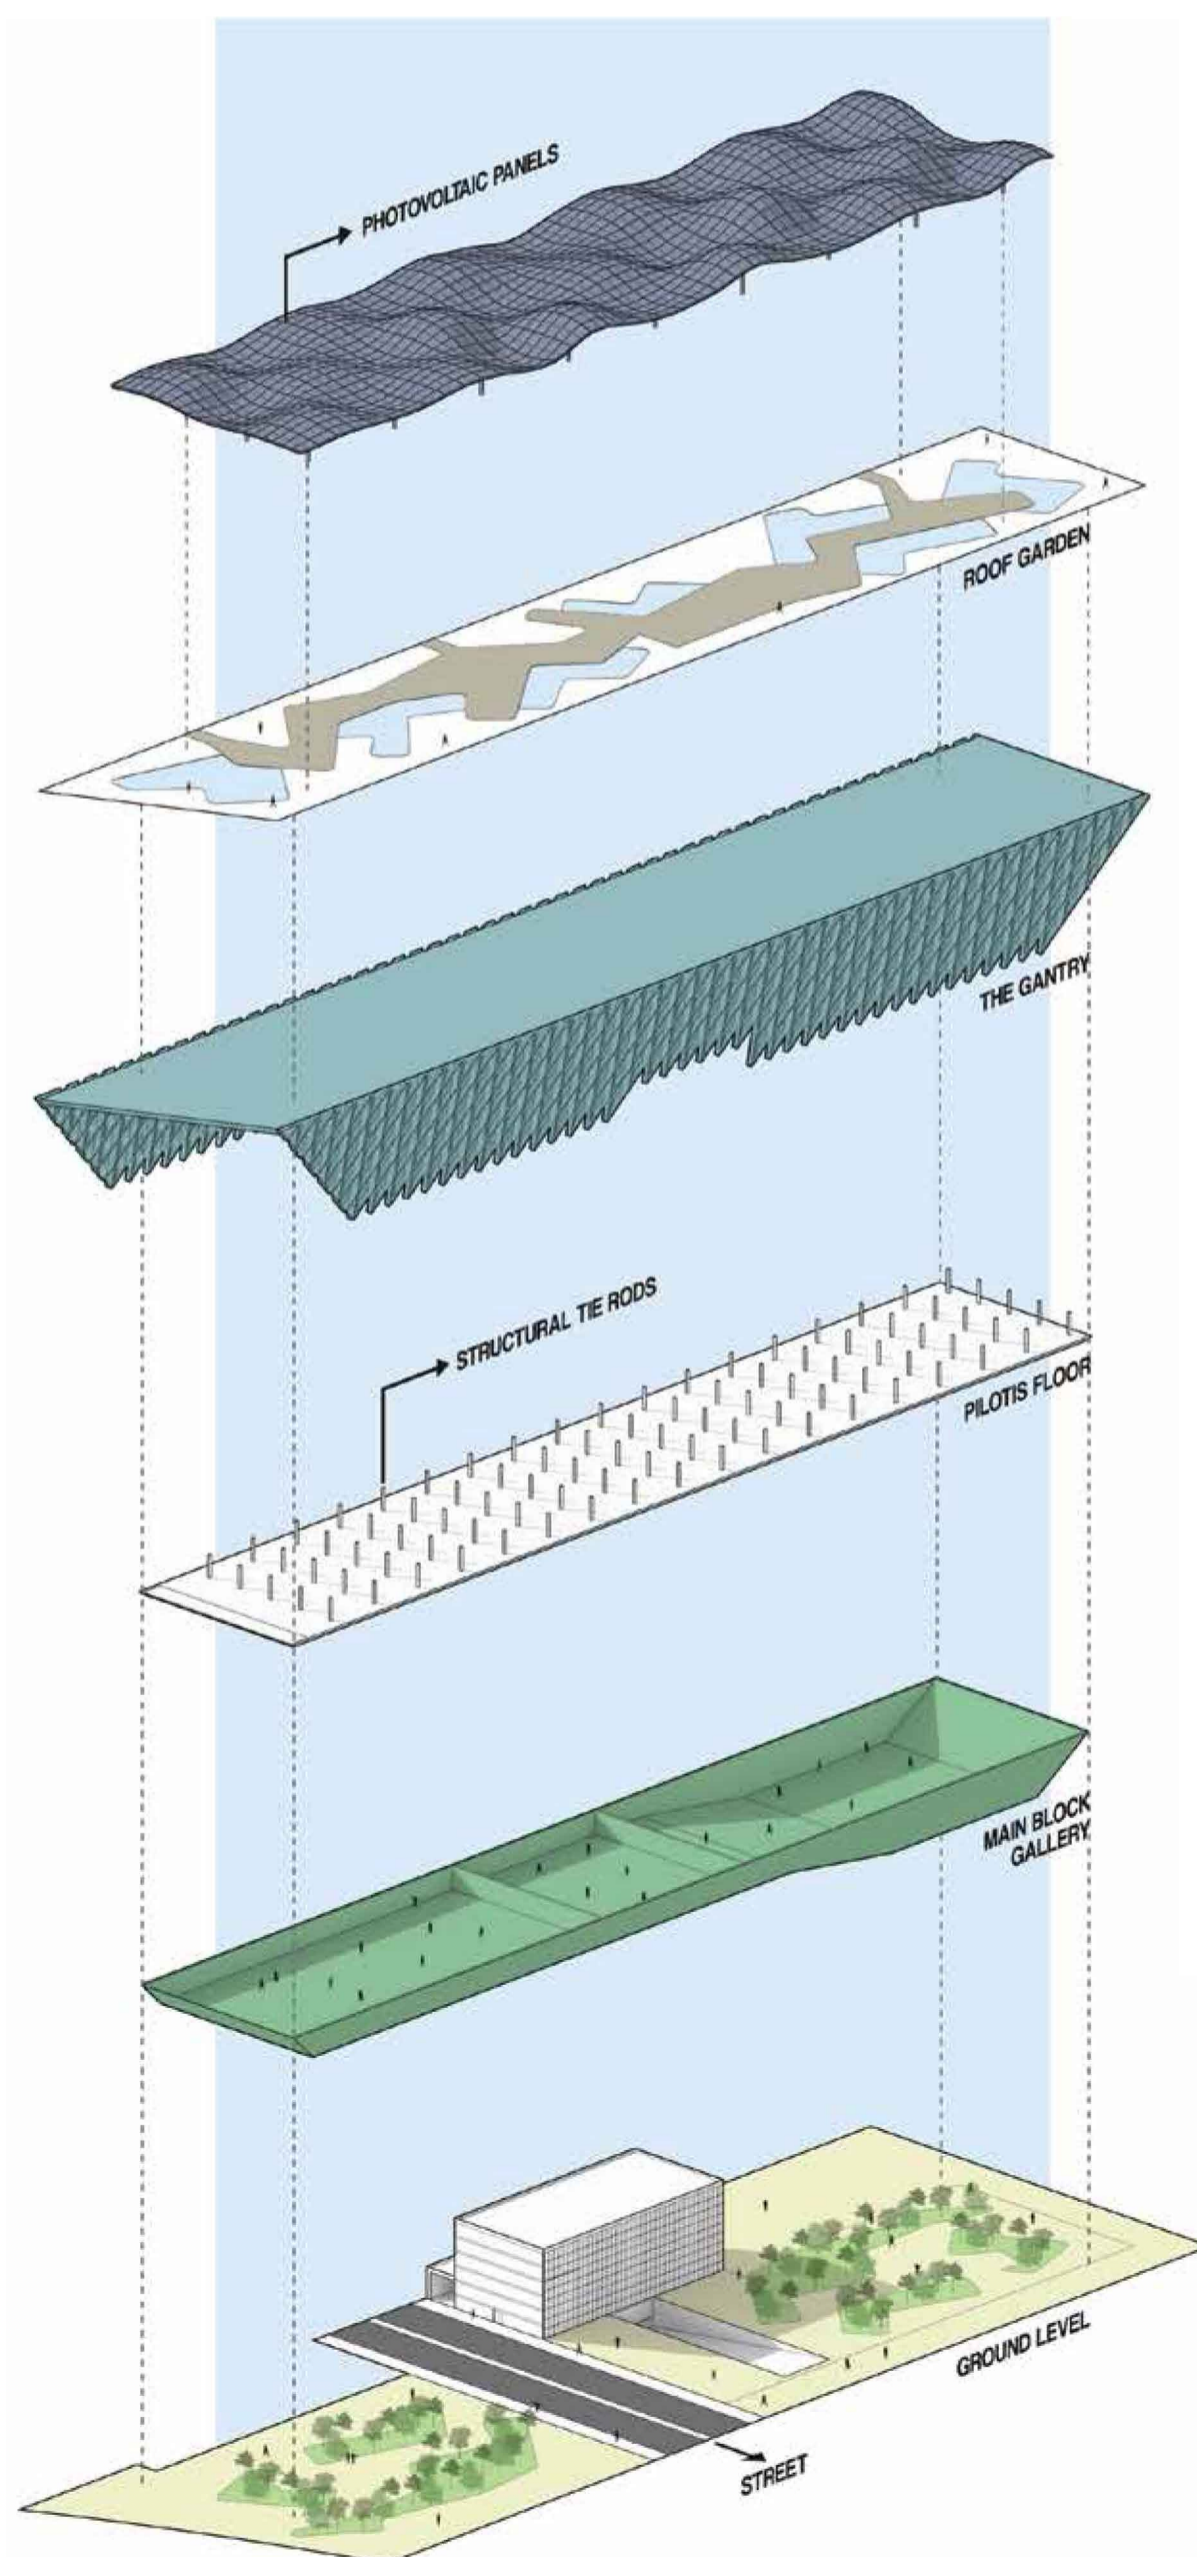 PHOTOVOLTAIC PANELS
ROOF GARDEN
THE GANTRY
STRUCTURAL TIE RODS
PILOTIS FLOOR
MAIN BLOCK
GALLERY
GROUND LEVEL
STREET